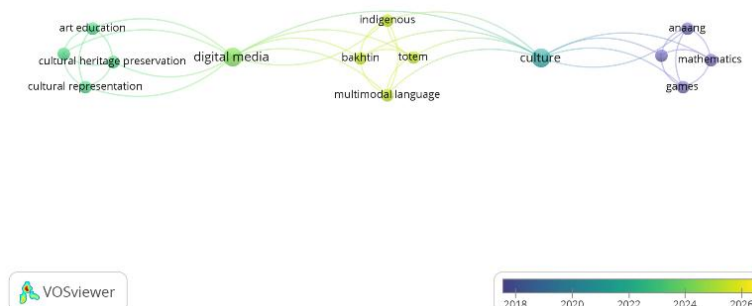 indigenous
art education
anaang
cultural heritage preservation
digital media
bakhtin
totem
culture
mathematics
cultural representation
multimodal language
games
VOSviewer
2018 2020 2022 2024 2026